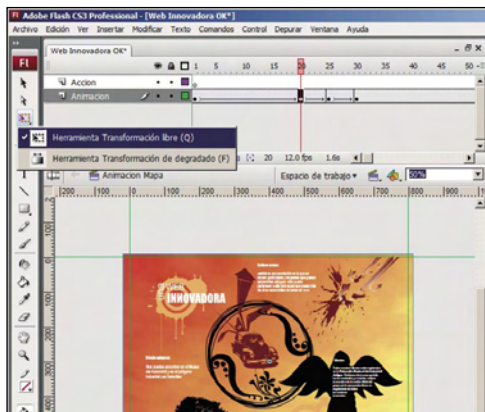 Adobe Flash CS3 Professional - [Web Innovadora OK*]
Archivo Edición Ver Insertar Modificar Texto Comandos Control Depurar Ventana Ayuda
Web Innovadora OK*
1 5 10 15 20 25 30 35 40 45 50
Accion
Animacion
Herramienta Transformación libre (Q)
Herramienta Transformación de degradado (F)
20 12.0 fps 1.6s
Animacion Mapa Espacio de trabajo 50%
200 100 0 100 200 300 400 500 600 700 800 900
INNOVADORA